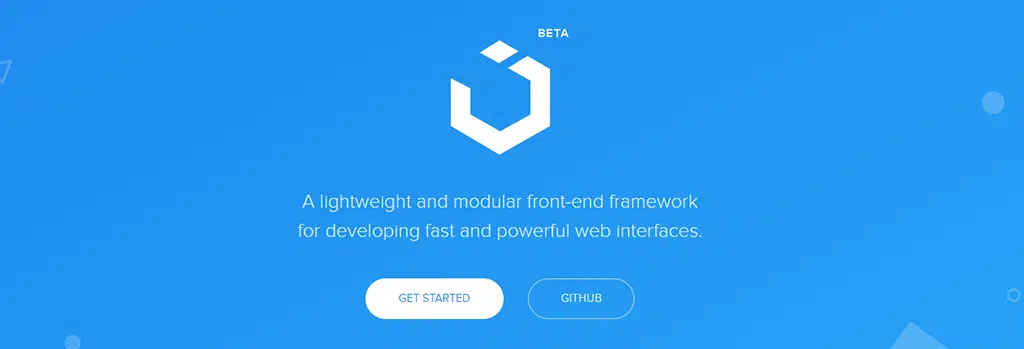 BETA
A lightweight and modular front-end framework
for developing fast and powerful web interfaces.
GET STARTED
GITHUB